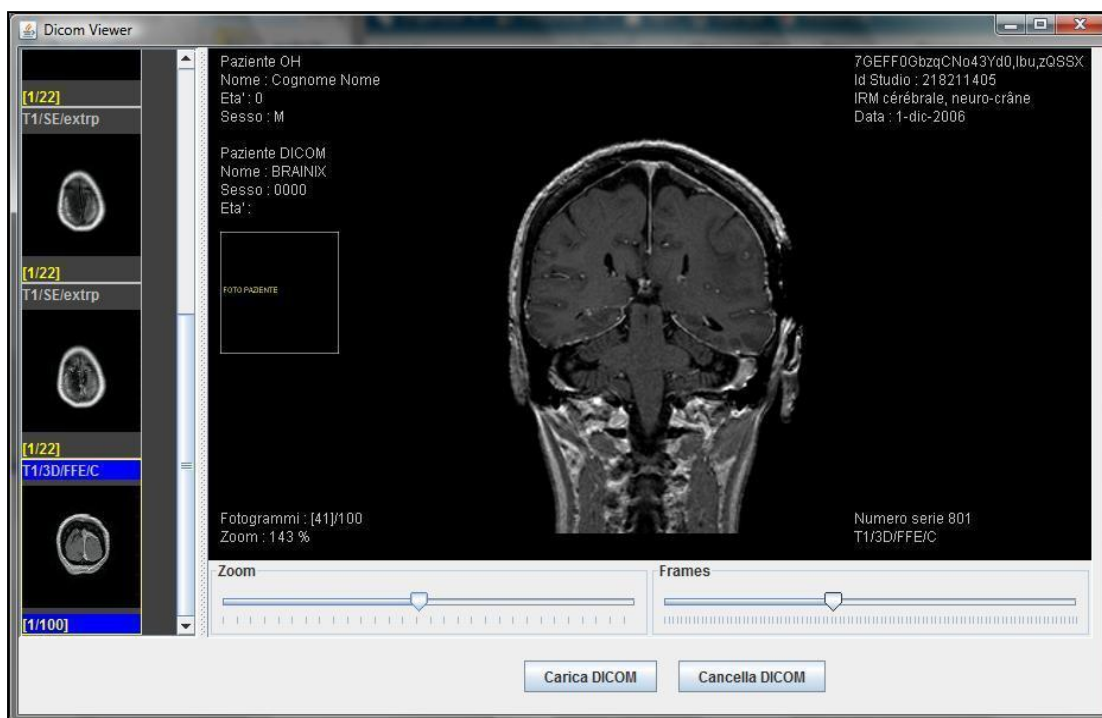 Dicom Viewer
[1/22]
T1/SE/extrp
[1/22]
T1/SE/extrp
[1/22]
T1/3D/FFE/C
[1/100]
Paziente OH
Nome : Cognome Nome
Eta' : 0
Sesso : M
Paziente DICOM
Nome : BRAINIX
Sesso : 0000
Eta' :
FOTO PAZIENTE
7GEFF0GbzqCNo43Yd0,lbu,zQSSX
Id Studio : 218211405
IRM cérébrale, neuro-crâne
Data : 1-dic-2006
Fotogrammi : [41]/100
Zoom : 143 %
Numero serie 801
T1/3D/FFE/C
Zoom
Frames
Carica DICOM
Cancella DICOM